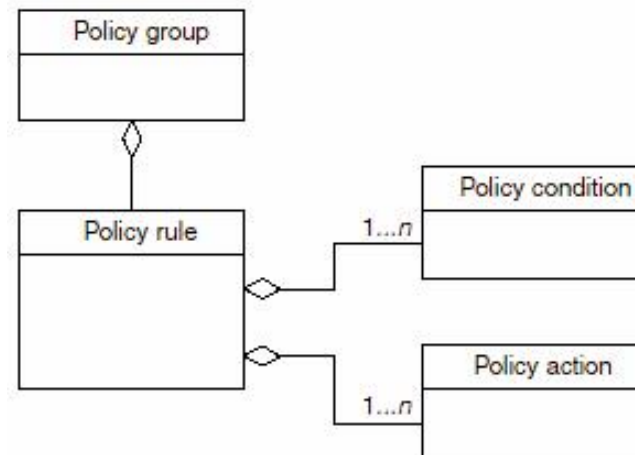 Policy group
Policy rule
Policy condition
1...n
Policy action
1...n